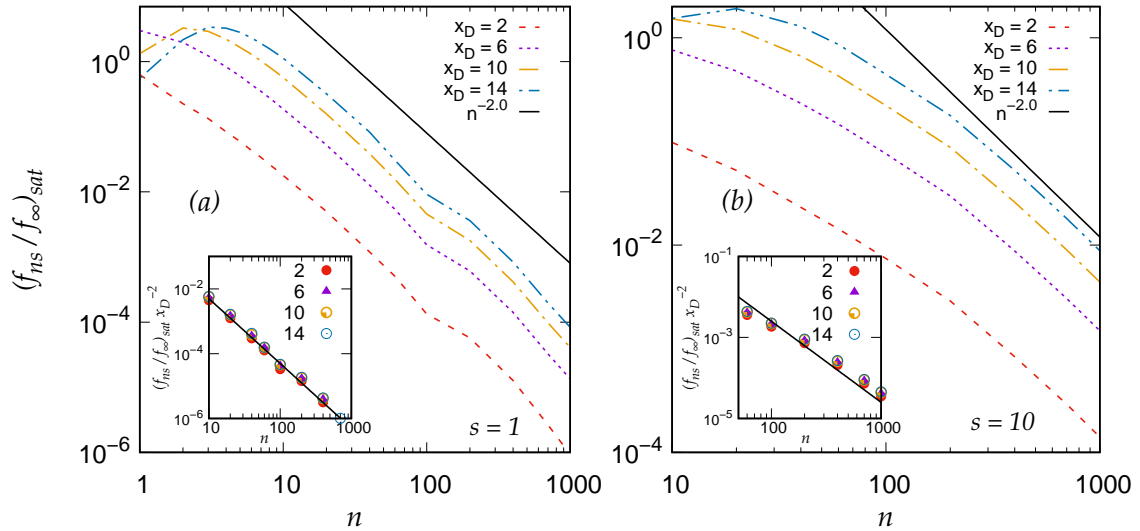 (f_ns / f_∞)_sat
10^0
10^−2
10^−4
10^−6
1
10
100
1000
n
x_D = 2
x_D = 6
x_D = 10
x_D = 14
n^−2.0
(a)
s = 1
(f_ns / f_∞)_sat x_D^−2
10^−2
10^−4
10^−6
10
100
1000
n
2
6
10
14
10^0
10^−2
10^−4
10
100
1000
n
x_D = 2
x_D = 6
x_D = 10
x_D = 14
n^−2.0
(b)
s = 10
(f_ns / f_∞)_sat x_D^−2
10^−1
10^−3
10^−5
100
1000
n
2
6
10
14